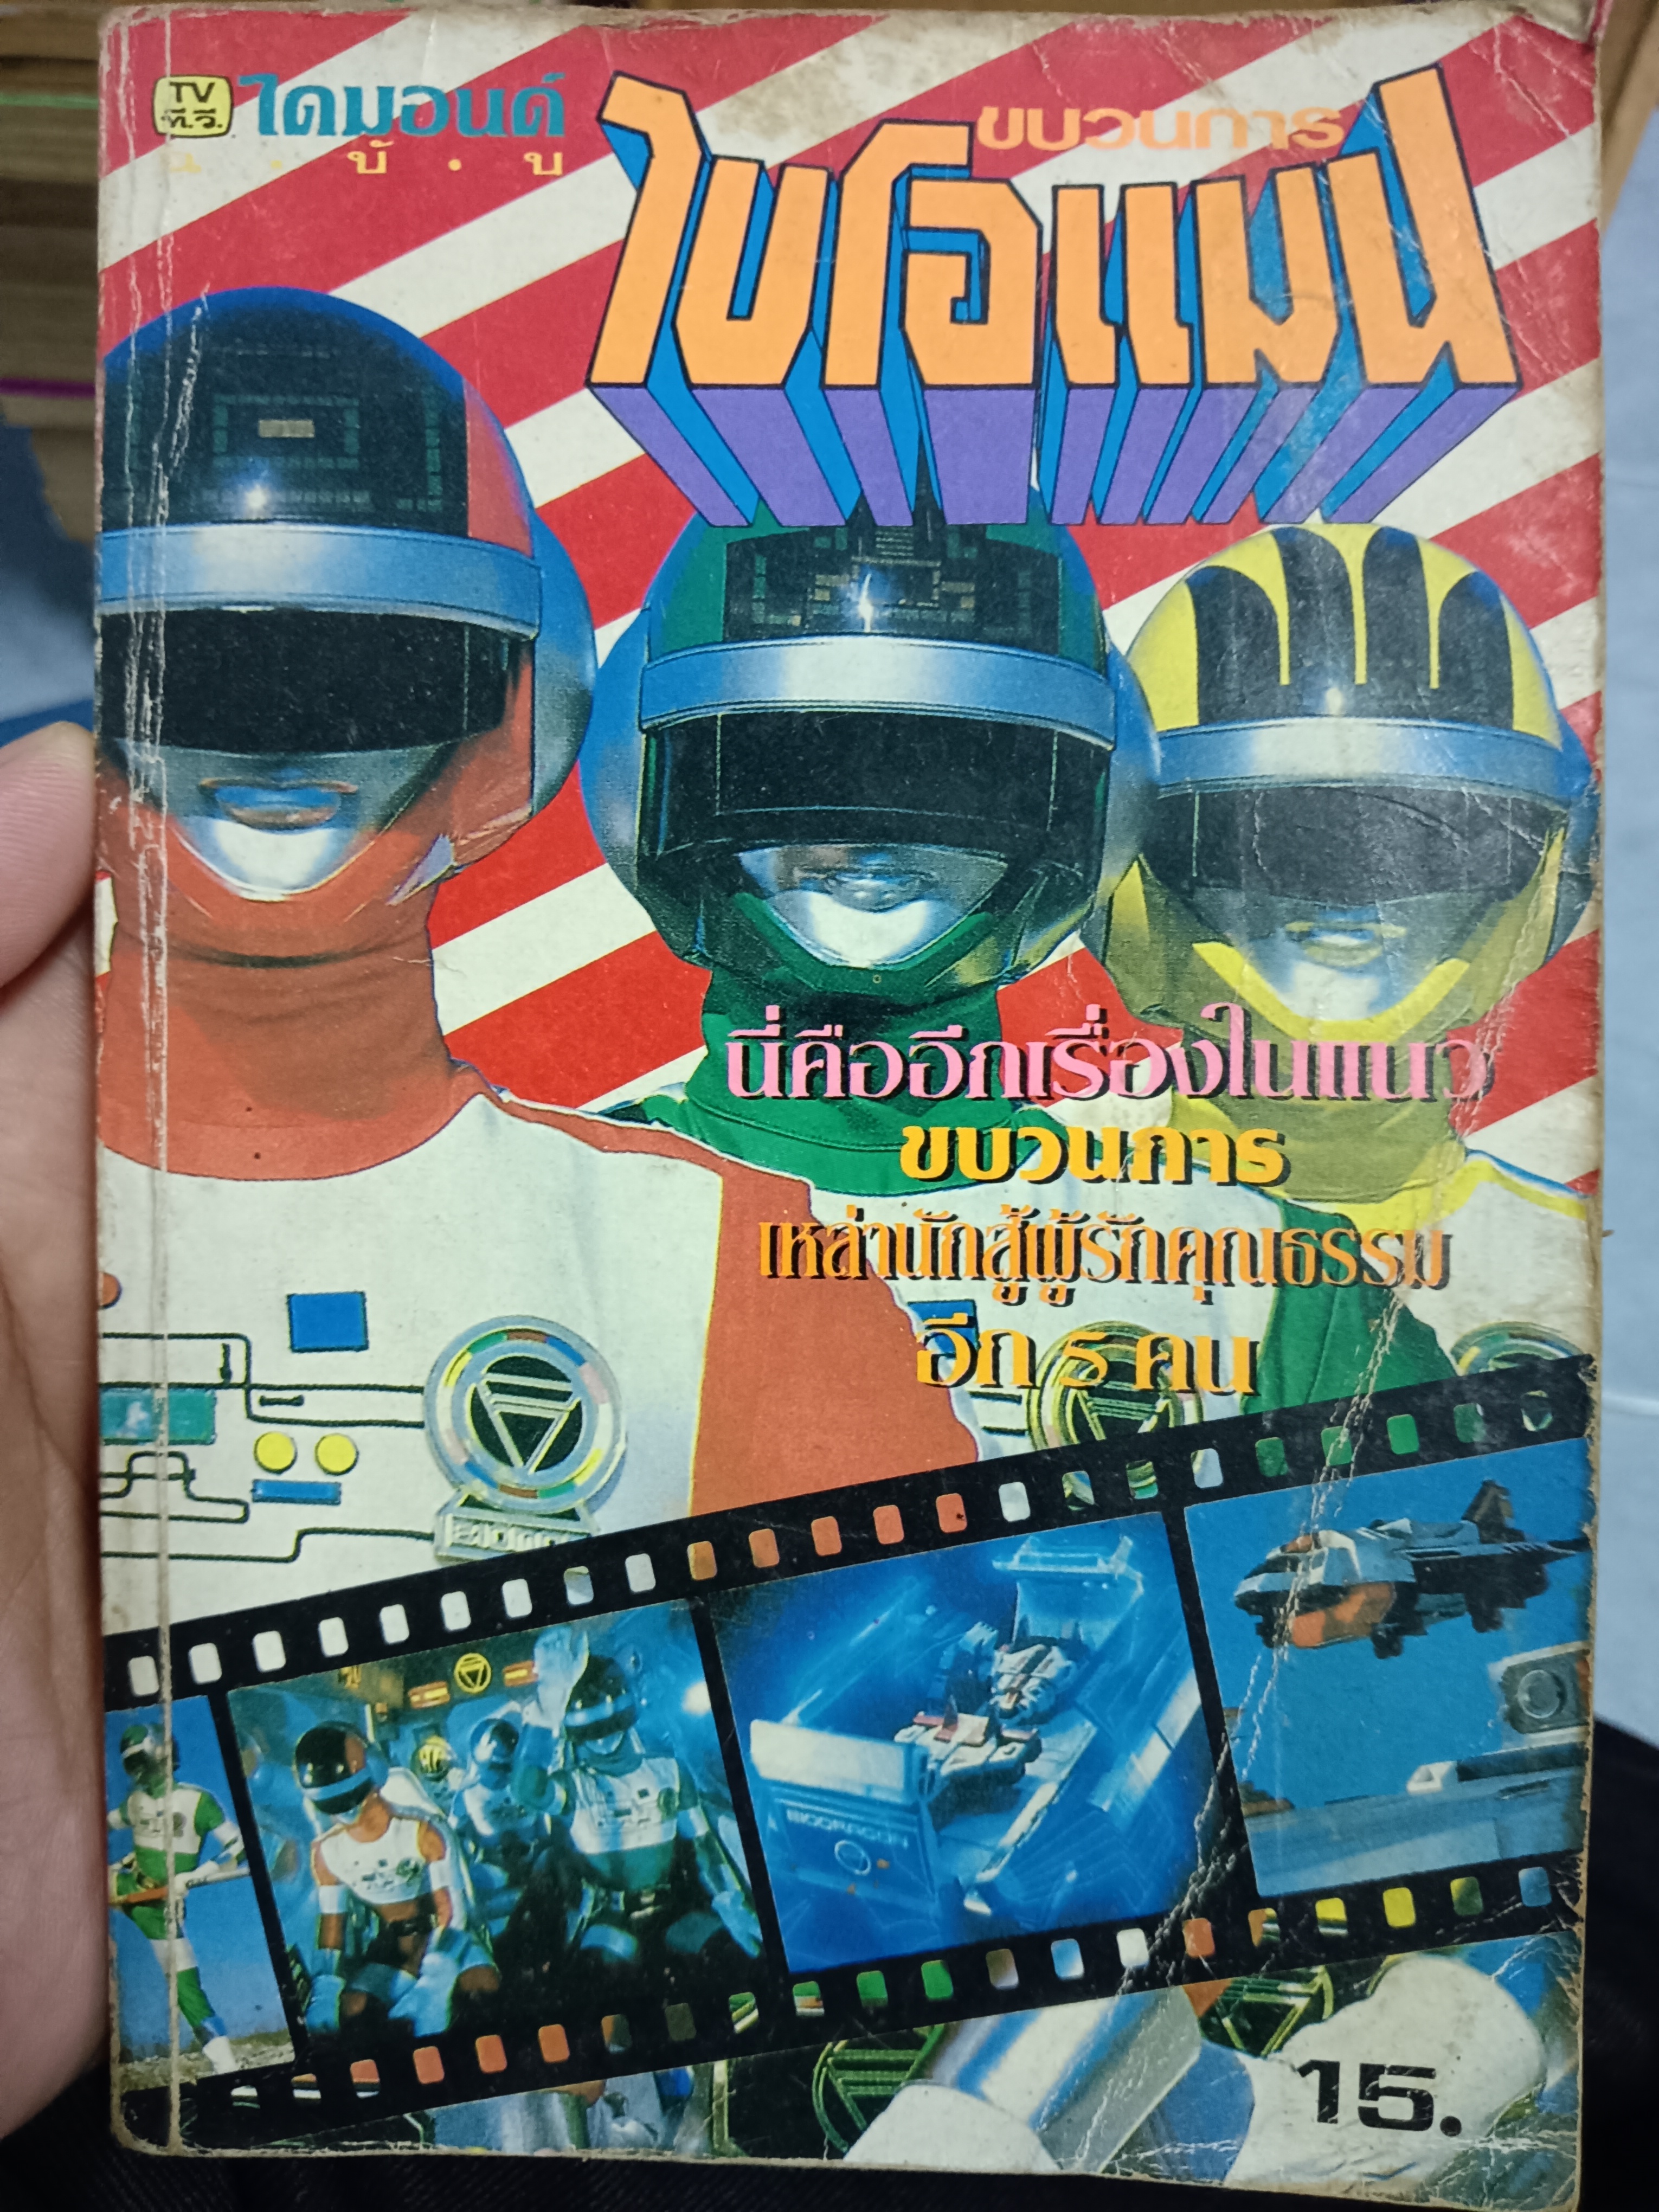 TV
ที.วี.
ไดมอนด์
ฉ.บั.บ
ขบวนการ
ไบโอแมน
นี่คืออีกเรื่องในแนว
ขบวนการ
เหล่านักสู้ผู้รักคุณธรรม
อีก ๕ คน
BIODRAGON
15.